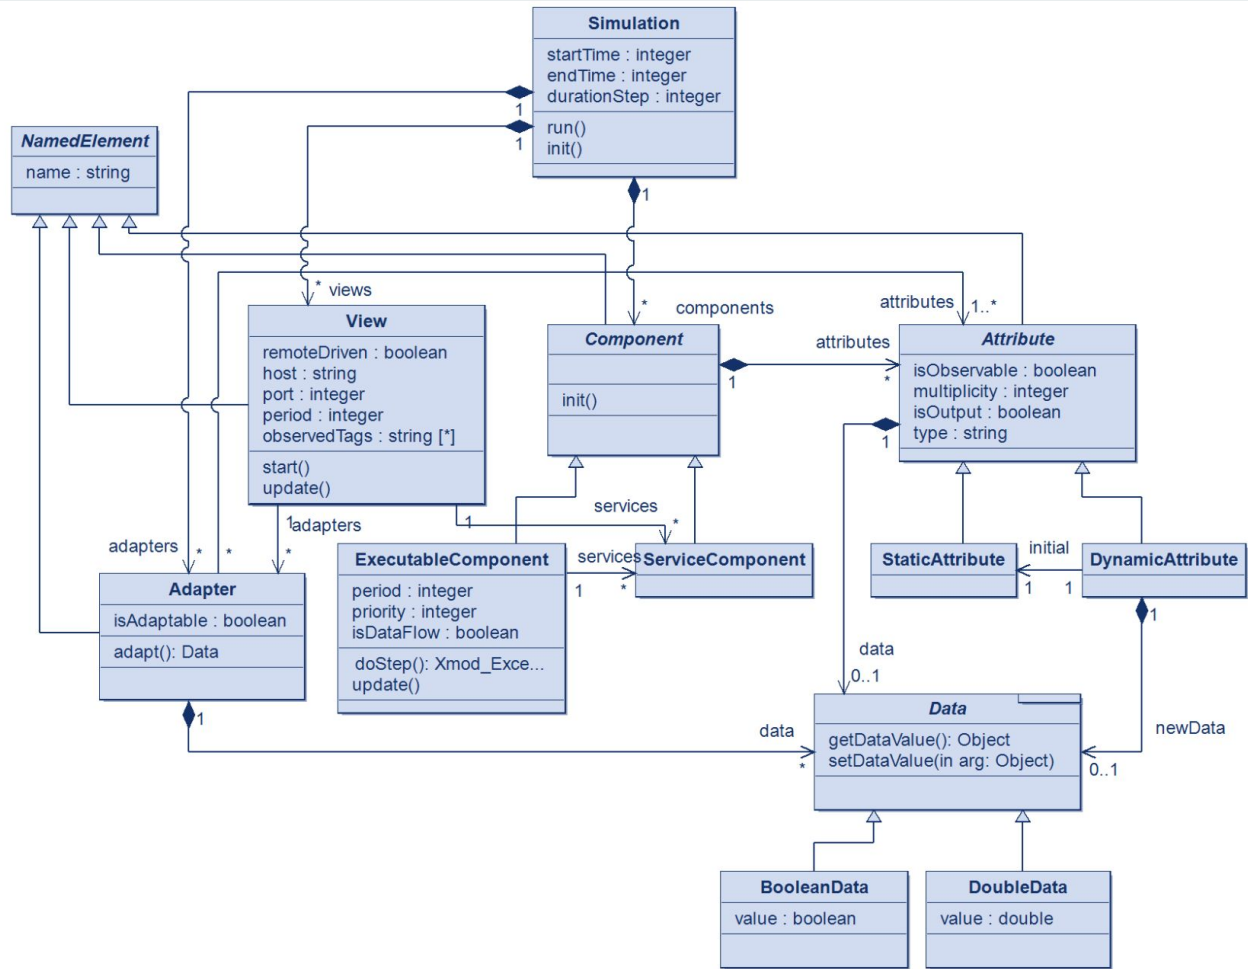 Simulation
startTime : integer
endTime : integer
durationStep : integer
run()
init()
1
1
1
NamedElement
name : string
* views
View
remoteDriven : boolean
host : string
port : integer
period : integer
observedTags : string [*]
start()
update()
* components
Component
init()
attributes
1
*
attributes 1..*
Attribute
isObservable : boolean
multiplicity : integer
isOutput : boolean
type : string
1
1 adapters
*
1
services
*
adapters * *
Adapter
isAdaptable : boolean
adapt(): Data
1
ExecutableComponent
period : integer
priority : integer
isDataFlow : boolean
doStep(): Xmod_Exce...
update()
services
1 *
ServiceComponent
StaticAttribute
initial
1 1
DynamicAttribute
1
data
0..1
data
*
Data
getDataValue(): Object
setDataValue(in arg: Object)
newData
0..1
BooleanData
value : boolean
DoubleData
value : double